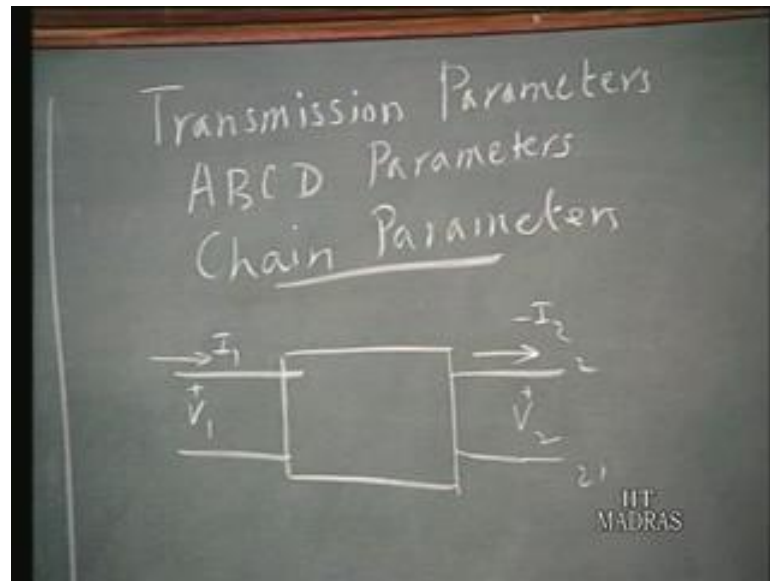 Transmission Parameters
ABCD Parameters
Chain Parameters
I₁ -I₂
+ + 2
V₁ V₂
2'
IIT
MADRAS